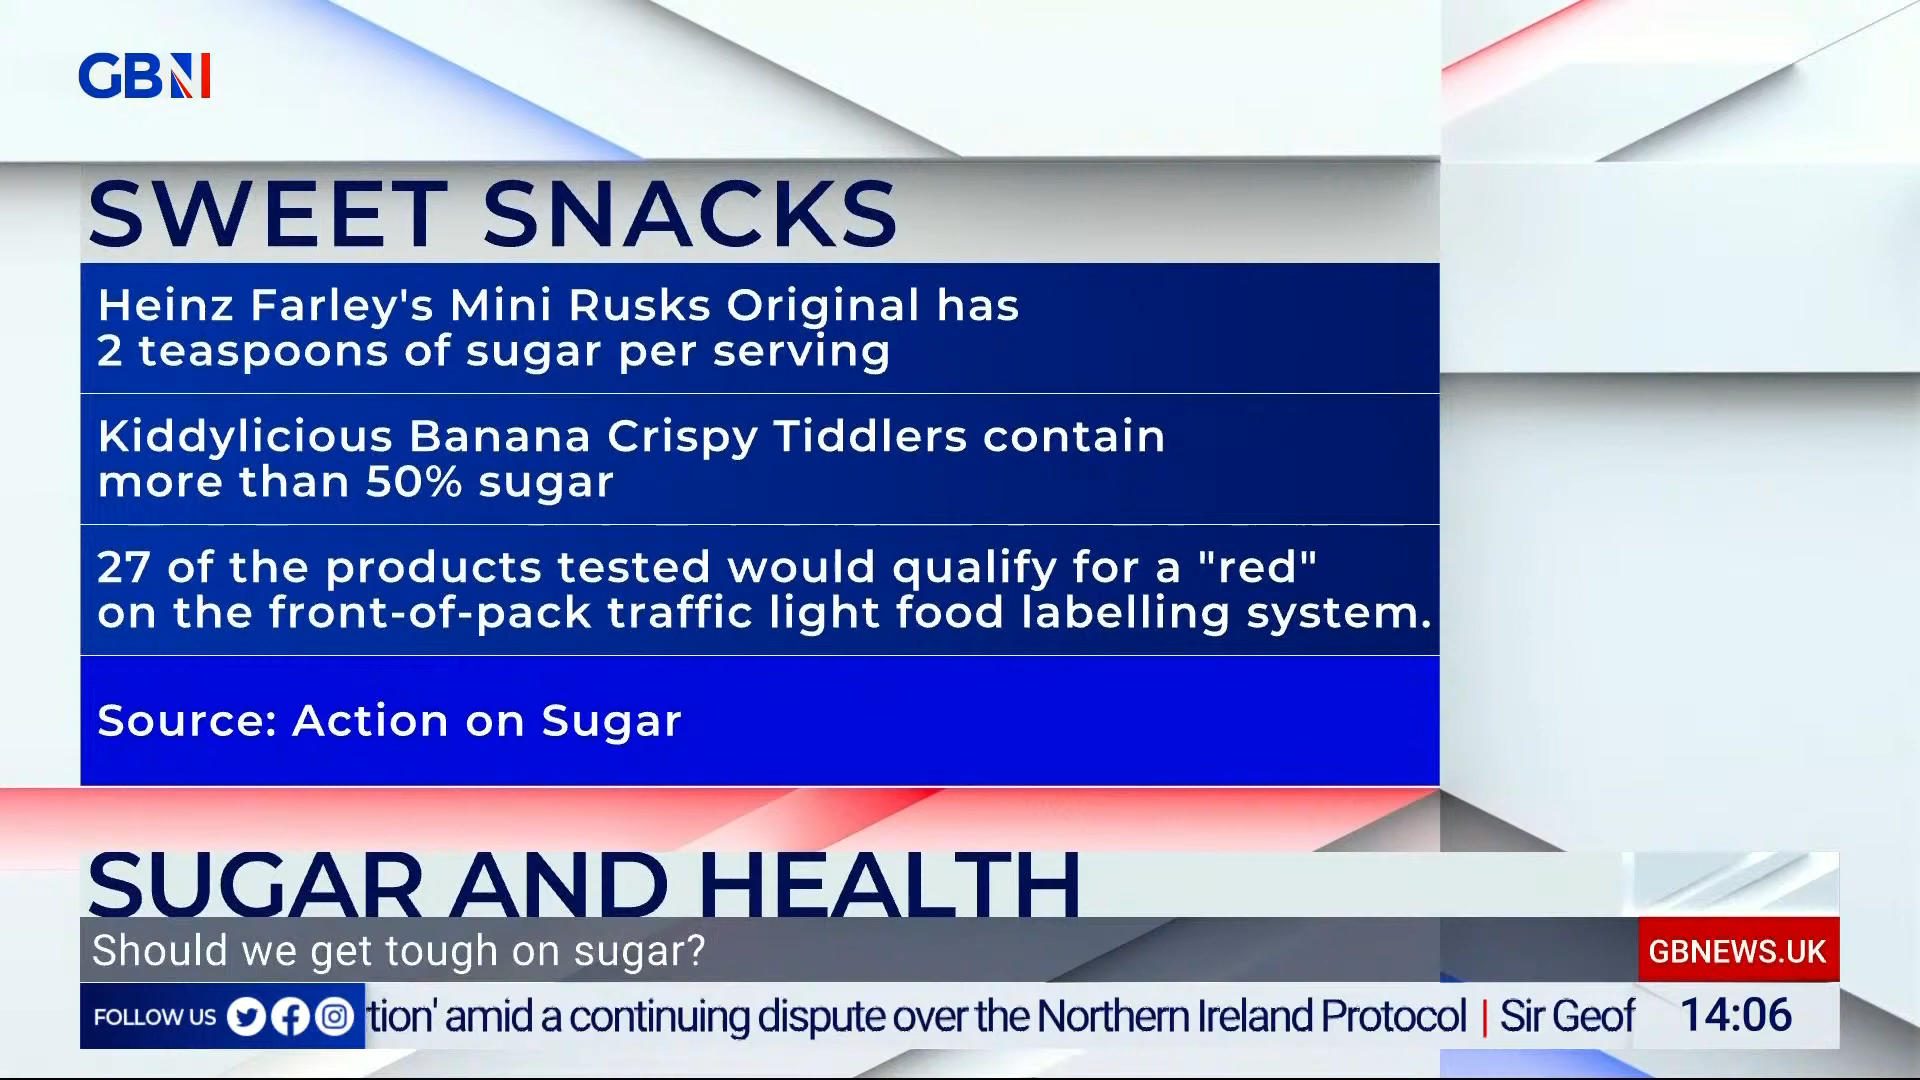 GBN
SWEET SNACKS
Heinz Farley's Mini Rusks Original has
2 teaspoons of sugar per serving
Kiddylicious Banana Crispy Tiddlers contain
more than 50% sugar
27 of the products tested would qualify for a "red"
on the front-of-pack traffic light food labelling system.
Source: Action on Sugar
SUGAR AND HEALTH
Should we get tough on sugar?
GBNEWS.UK
FOLLOW US
tion' amid a continuing dispute over the Northern Ireland Protocol | Sir Geof
14:06